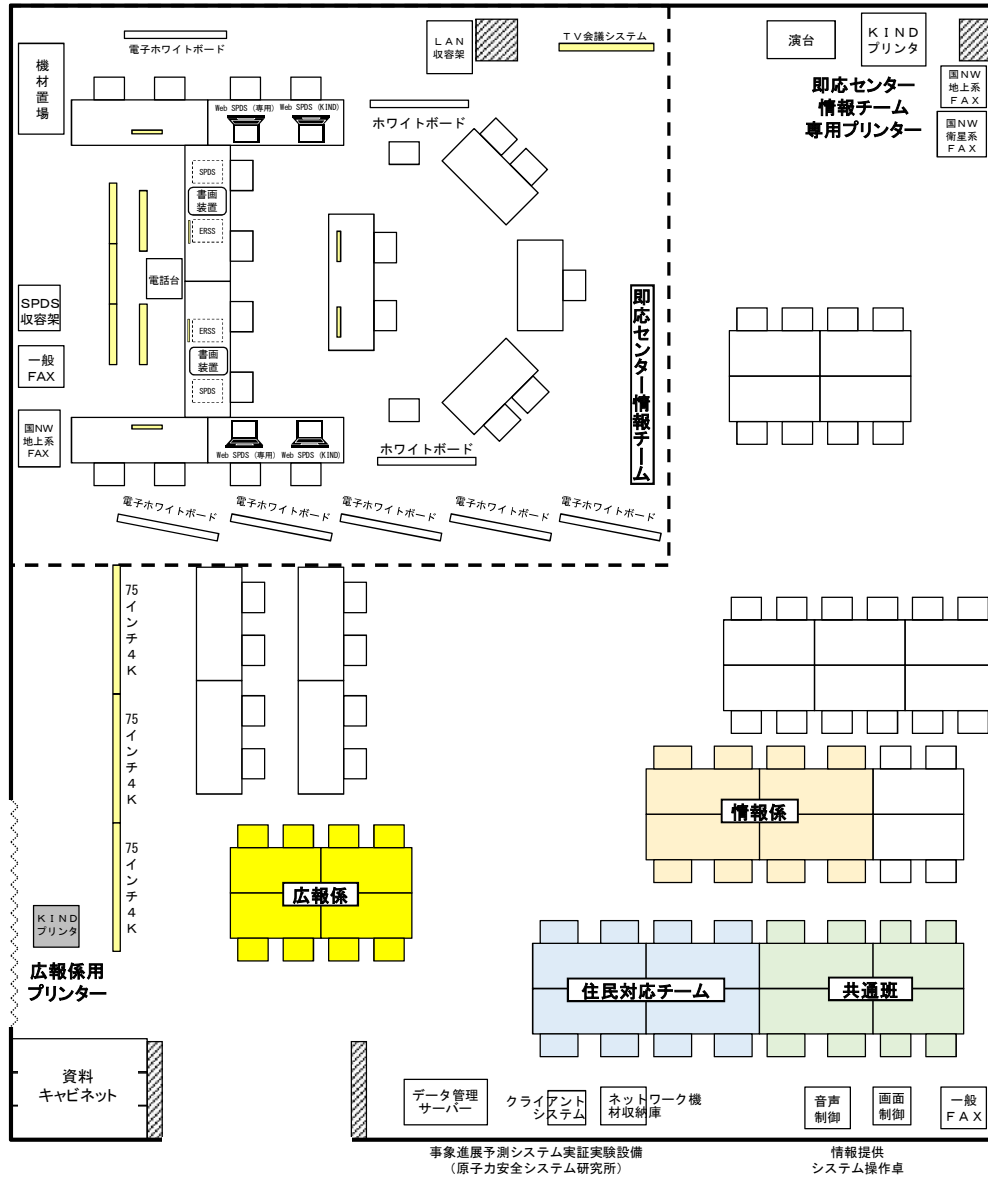 電子ホワイトボード
LAN
収容架
TV会議システム
演台
KIND
プリンタ
機材置場
即応センター
情報チーム
専用プリンター
国NW
地上系
FAX
国NW
衛星系
FAX
Web SPDS (専用)
Web SPDS (KIND)
ホワイトボード
SPDS
書画
装置
ERSS
電話台
ERSS
書画
装置
SPDS
SPDS
収容架
一般
FAX
国NW
地上系
FAX
即応センター情報チーム
Web SPDS (専用)
Web SPDS (KIND)
ホワイトボード
電子ホワイトボード
電子ホワイトボード
電子ホワイトボード
電子ホワイトボード
電子ホワイトボード
75インチ4K
75インチ4K
75インチ4K
情報係
広報係
KIND
プリンタ
広報係用
プリンター
住民対応チーム
共通班
資料
キャビネット
データ管理
サーバー
クライアント
システム
ネットワーク機
材収納庫
音声
制御
画面
制御
一般
FAX
事象進展予測システム実証実験設備
(原子力安全システム研究所)
情報提供
システム操作卓